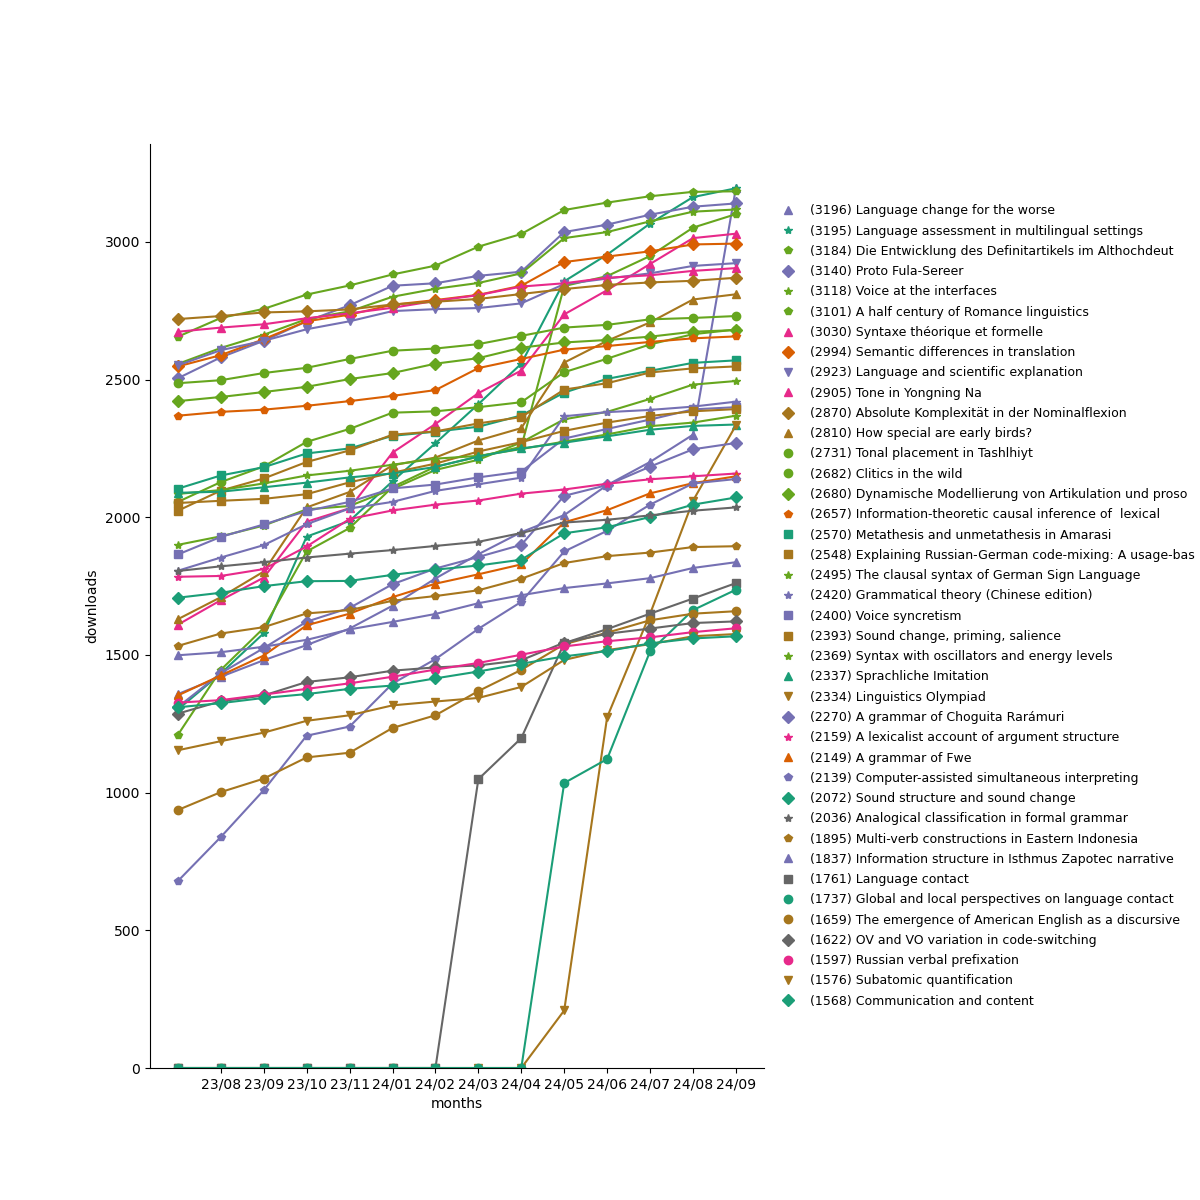 downloads
3000
2500
2000
1500
1000
500
0
23/08 23/09 23/10 23/11 24/01 24/02 24/03 24/04 24/05 24/06 24/07 24/08 24/09
months
(3196) Language change for the worse
(3195) Language assessment in multilingual settings
(3184) Die Entwicklung des Definitartikels im Althochdeut
(3140) Proto Fula-Sereer
(3118) Voice at the interfaces
(3101) A half century of Romance linguistics
(3030) Syntaxe théorique et formelle
(2994) Semantic differences in translation
(2923) Language and scientific explanation
(2905) Tone in Yongning Na
(2870) Absolute Komplexität in der Nominalflexion
(2810) How special are early birds?
(2731) Tonal placement in Tashlhiyt
(2682) Clitics in the wild
(2680) Dynamische Modellierung von Artikulation und proso
(2657) Information-theoretic causal inference of  lexical
(2570) Metathesis and unmetathesis in Amarasi
(2548) Explaining Russian-German code-mixing: A usage-bas
(2495) The clausal syntax of German Sign Language
(2420) Grammatical theory (Chinese edition)
(2400) Voice syncretism
(2393) Sound change, priming, salience
(2369) Syntax with oscillators and energy levels
(2337) Sprachliche Imitation
(2334) Linguistics Olympiad
(2270) A grammar of Choguita Rarámuri
(2159) A lexicalist account of argument structure
(2149) A grammar of Fwe
(2139) Computer-assisted simultaneous interpreting
(2072) Sound structure and sound change
(2036) Analogical classification in formal grammar
(1895) Multi-verb constructions in Eastern Indonesia
(1837) Information structure in Isthmus Zapotec narrative
(1761) Language contact
(1737) Global and local perspectives on language contact
(1659) The emergence of American English as a discursive
(1622) OV and VO variation in code-switching
(1597) Russian verbal prefixation
(1576) Subatomic quantification
(1568) Communication and content